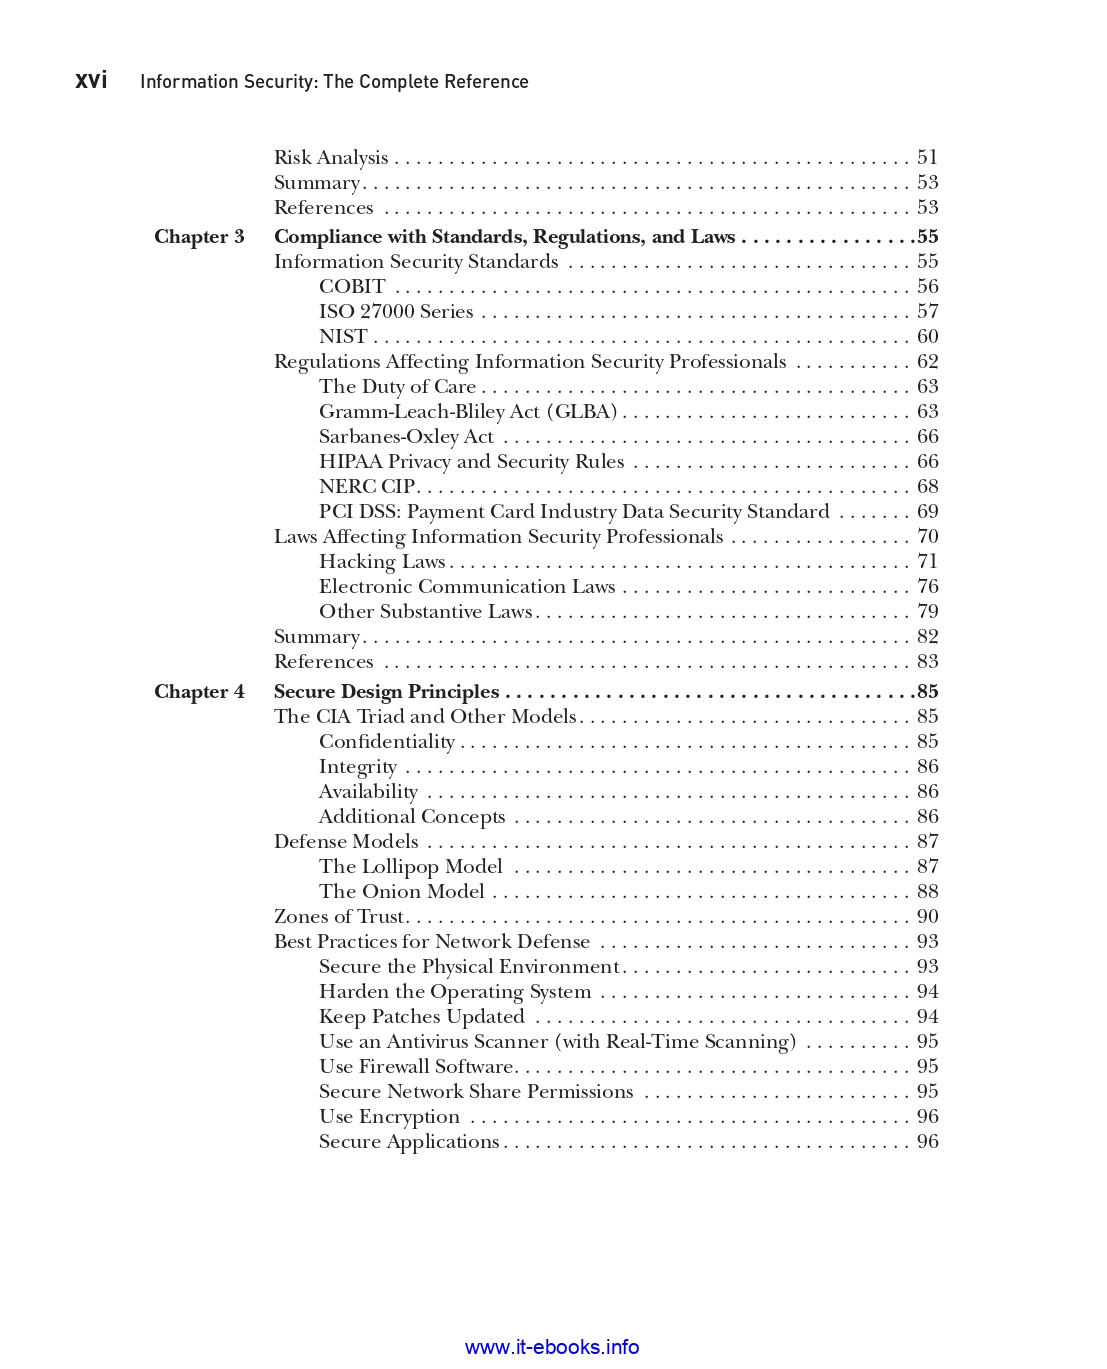 xvi Information Security: The Complete Reference
Risk Analysis . . . . . . . . . . . . . . . . . . . . . . . . . . . . . . . . . . . . . . . . . . . . . . . . 51
Summary. . . . . . . . . . . . . . . . . . . . . . . . . . . . . . . . . . . . . . . . . . . . . . . . . . . 53
References . . . . . . . . . . . . . . . . . . . . . . . . . . . . . . . . . . . . . . . . . . . . . . . . . 53
Chapter 3 Compliance with Standards, Regulations, and Laws . . . . . . . . . . . . . . . .55
Information Security Standards . . . . . . . . . . . . . . . . . . . . . . . . . . . . . . . . 55
COBIT . . . . . . . . . . . . . . . . . . . . . . . . . . . . . . . . . . . . . . . . . . . . . . . . 56
ISO 27000 Series . . . . . . . . . . . . . . . . . . . . . . . . . . . . . . . . . . . . . . . . 57
NIST . . . . . . . . . . . . . . . . . . . . . . . . . . . . . . . . . . . . . . . . . . . . . . . . . . 60
Regulations Affecting Information Security Professionals . . . . . . . . . . . 62
The Duty of Care . . . . . . . . . . . . . . . . . . . . . . . . . . . . . . . . . . . . . . . . 63
Gramm-Leach-Bliley Act (GLBA) . . . . . . . . . . . . . . . . . . . . . . . . . . . 63
Sarbanes-Oxley Act . . . . . . . . . . . . . . . . . . . . . . . . . . . . . . . . . . . . . . 66
HIPAA Privacy and Security Rules . . . . . . . . . . . . . . . . . . . . . . . . . . 66
NERC CIP. . . . . . . . . . . . . . . . . . . . . . . . . . . . . . . . . . . . . . . . . . . . . . 68
PCI DSS: Payment Card Industry Data Security Standard . . . . . . . 69
Laws Affecting Information Security Professionals . . . . . . . . . . . . . . . . . 70
Hacking Laws . . . . . . . . . . . . . . . . . . . . . . . . . . . . . . . . . . . . . . . . . . . 71
Electronic Communication Laws . . . . . . . . . . . . . . . . . . . . . . . . . . . 76
Other Substantive Laws. . . . . . . . . . . . . . . . . . . . . . . . . . . . . . . . . . . 79
Summary. . . . . . . . . . . . . . . . . . . . . . . . . . . . . . . . . . . . . . . . . . . . . . . . . . . 82
References . . . . . . . . . . . . . . . . . . . . . . . . . . . . . . . . . . . . . . . . . . . . . . . . . 83
Chapter 4 Secure Design Principles . . . . . . . . . . . . . . . . . . . . . . . . . . . . . . . . . . . . .85
The CIA Triad and Other Models . . . . . . . . . . . . . . . . . . . . . . . . . . . . . . . 85
Confidentiality . . . . . . . . . . . . . . . . . . . . . . . . . . . . . . . . . . . . . . . . . . 85
Integrity . . . . . . . . . . . . . . . . . . . . . . . . . . . . . . . . . . . . . . . . . . . . . . . 86
Availability . . . . . . . . . . . . . . . . . . . . . . . . . . . . . . . . . . . . . . . . . . . . . 86
Additional Concepts . . . . . . . . . . . . . . . . . . . . . . . . . . . . . . . . . . . . . 86
Defense Models . . . . . . . . . . . . . . . . . . . . . . . . . . . . . . . . . . . . . . . . . . . . . 87
The Lollipop Model . . . . . . . . . . . . . . . . . . . . . . . . . . . . . . . . . . . . . 87
The Onion Model . . . . . . . . . . . . . . . . . . . . . . . . . . . . . . . . . . . . . . . 88
Zones of Trust. . . . . . . . . . . . . . . . . . . . . . . . . . . . . . . . . . . . . . . . . . . . . . . 90
Best Practices for Network Defense . . . . . . . . . . . . . . . . . . . . . . . . . . . . . 93
Secure the Physical Environment. . . . . . . . . . . . . . . . . . . . . . . . . . . 93
Harden the Operating System . . . . . . . . . . . . . . . . . . . . . . . . . . . . . 94
Keep Patches Updated . . . . . . . . . . . . . . . . . . . . . . . . . . . . . . . . . . . 94
Use an Antivirus Scanner (with Real-Time Scanning) . . . . . . . . . . 95
Use Firewall Software. . . . . . . . . . . . . . . . . . . . . . . . . . . . . . . . . . . . . 95
Secure Network Share Permissions . . . . . . . . . . . . . . . . . . . . . . . . . 95
Use Encryption . . . . . . . . . . . . . . . . . . . . . . . . . . . . . . . . . . . . . . . . . 96
Secure Applications . . . . . . . . . . . . . . . . . . . . . . . . . . . . . . . . . . . . . . 96
www.it-ebooks.info